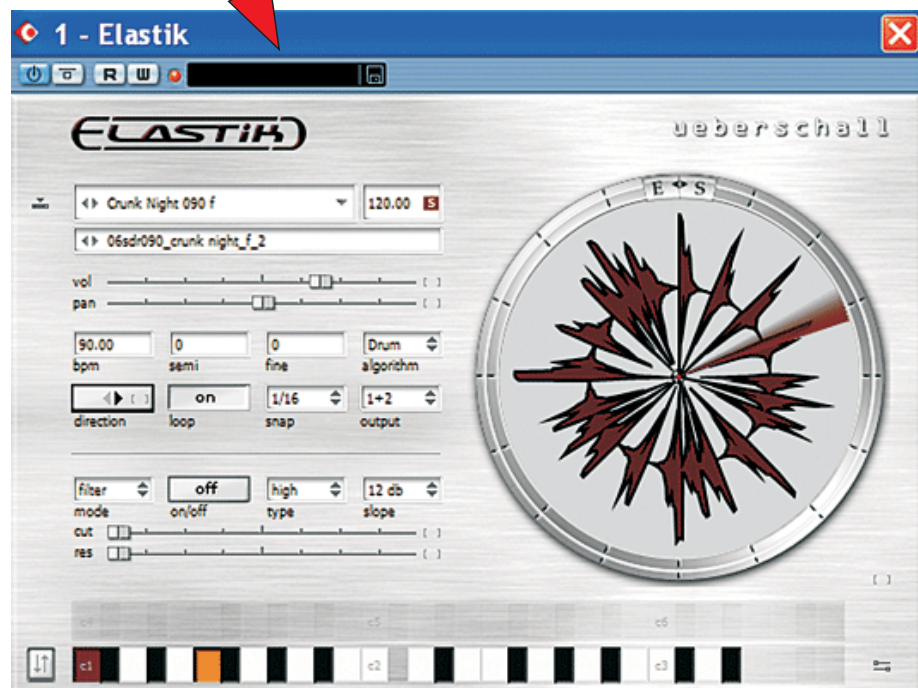 1 - Elastik
R W
ELASTIK
ueberschall
E S
Crunk Night 090 f 120.00 S
06sdr090_crunk night_f_2
vol
pan
90.00 0 0 Drum
bpm semi fine algorithm
on 1/16 1+2
direction loop snap output
filter off high 12 db
mode on/off type slope
cut
res
c4 c5 c6
c1 c2 c3